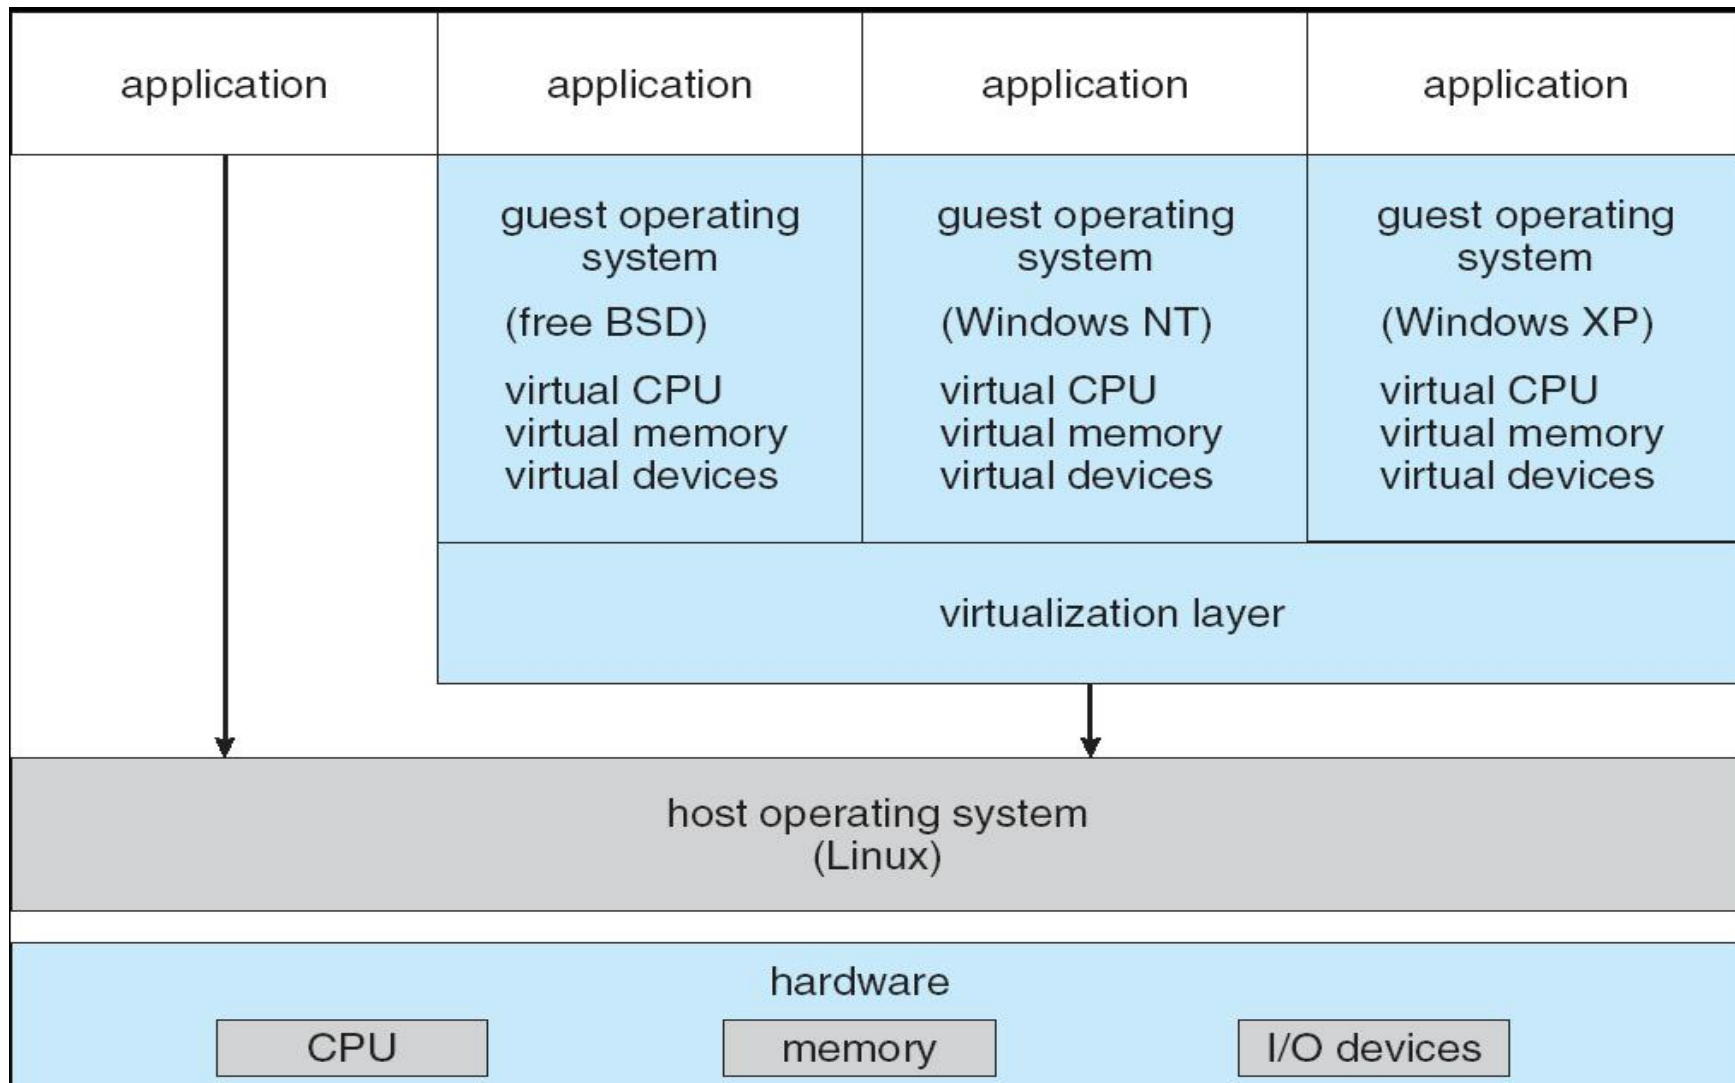 application
application
application
application
guest operating
system
(free BSD)
virtual CPU
virtual memory
virtual devices
guest operating
system
(Windows NT)
virtual CPU
virtual memory
virtual devices
guest operating
system
(Windows XP)
virtual CPU
virtual memory
virtual devices
virtualization layer
host operating system
(Linux)
hardware
CPU
memory
I/O devices